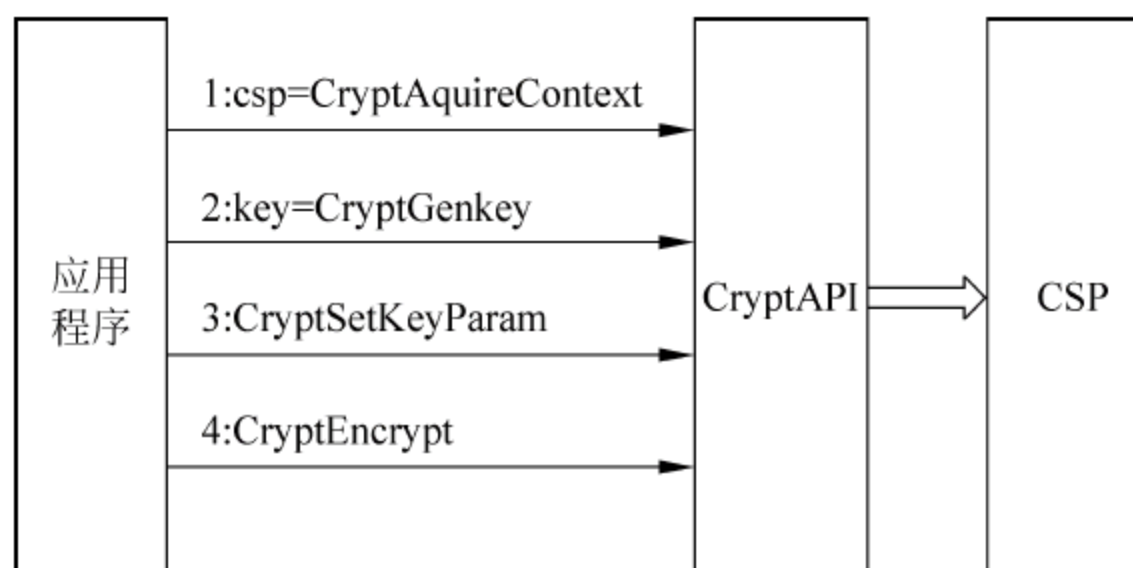 1:csp=CryptAquireContext
2:key=CryptGenkey
应用
程序
3:CryptSetKeyParam
4:CryptEncrypt
CryptAPI
CSP